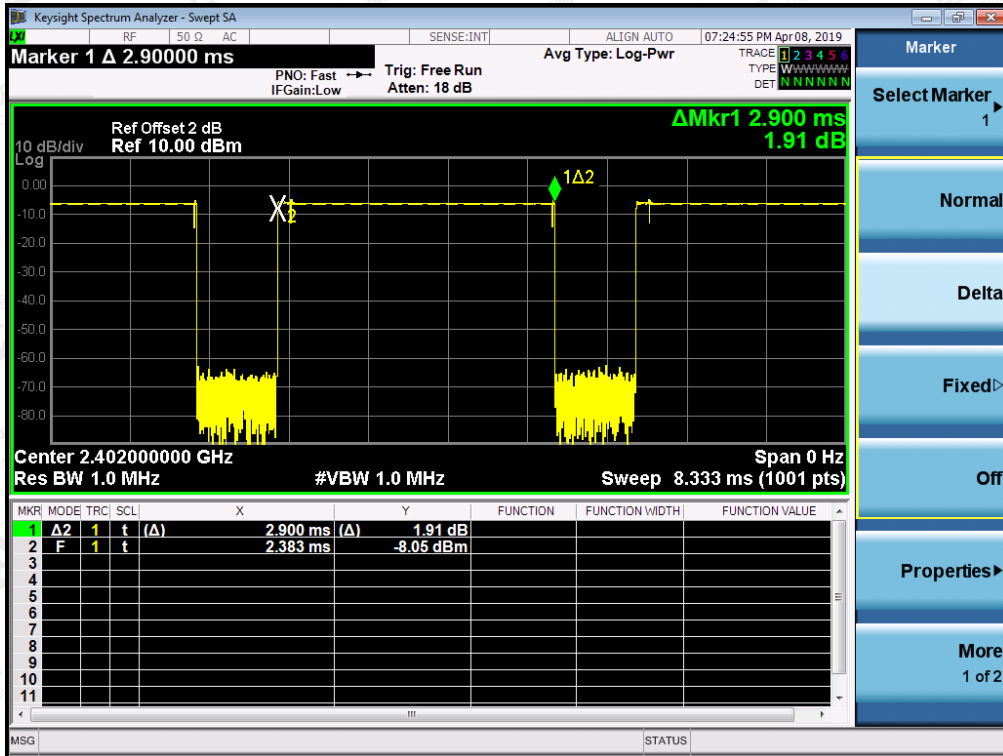 Keysight Spectrum Analyzer - Swept SA
LXI RF 50 Ω AC SENSE:INT ALIGN AUTO 07:24:55 PM Apr 08, 2019
Marker 1 Δ 2.90000 ms
PNO: Fast
IFGain:Low
Trig: Free Run
Atten: 18 dB
Avg Type: Log-Pwr
TRACE 1 2 3 4 5 6
TYPE WWWWWW
DET N N N N N N
ΔMkr1 2.900 ms
1.91 dB
Ref Offset 2 dB
10 dB/div Ref 10.00 dBm
Log
0.00
-10.0
-20.0
-30.0
-40.0
-50.0
-60.0
-70.0
-80.0
1Δ2
X2
Center 2.402000000 GHz Span 0 Hz
Res BW 1.0 MHz #VBW 1.0 MHz Sweep 8.333 ms (1001 pts)
MKR MODE TRC SCL X Y FUNCTION FUNCTION WIDTH FUNCTION VALUE
1 Δ2 1 t (Δ) 2.900 ms (Δ) 1.91 dB
2 F 1 t 2.383 ms -8.05 dBm
3
4
5
6
7
8
9
10
11
MSG STATUS
Marker
Select Marker
1
Normal
Delta
Fixed
Off
Properties
More
1 of 2